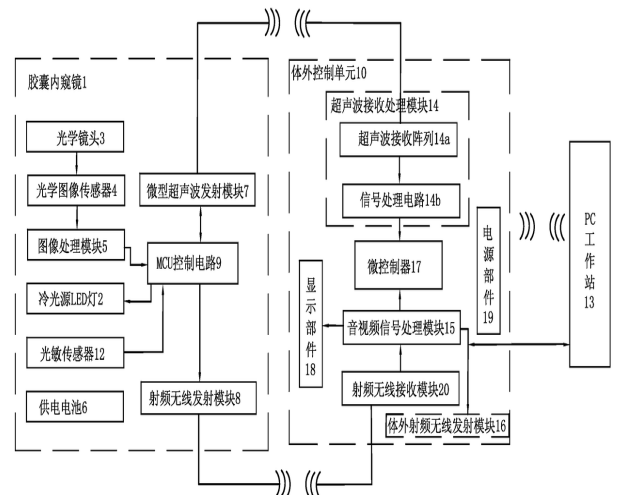 胶囊内窥镜1
光学镜头3
光学图像传感器4
图像处理模块5
冷光源LED灯2
光敏传感器12
供电电池6
微型超声波发射模块7
MCU控制电路9
射频无线发射模块8
体外控制单元10
超声波接收处理模块14
超声波接收阵列14a
信号处理电路14b
微控制器17
音视频信号处理模块15
射频无线接收模块20
体外射频无线发射模块16
显示部件18
电源部件19
PC工作站13